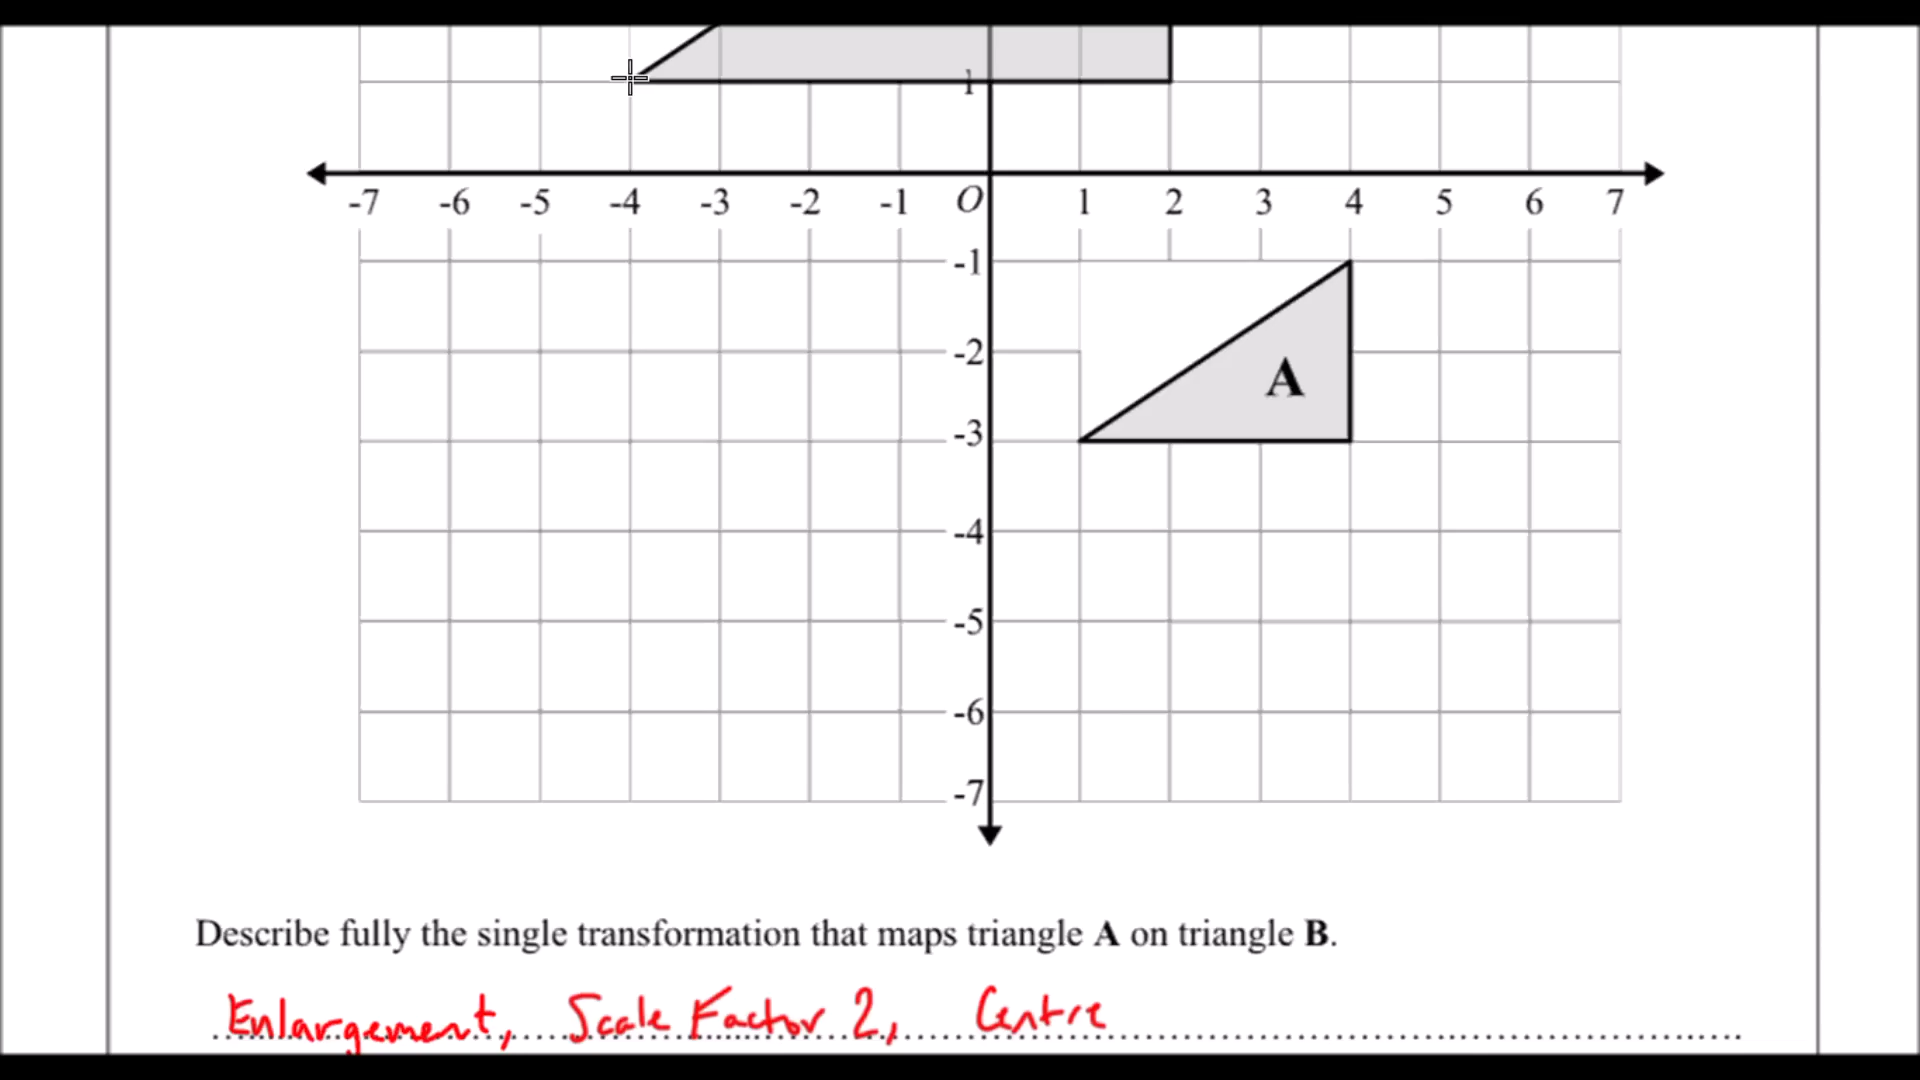 1
-7 -6 -5 -4 -3 -2 -1 O 1 2 3 4 5 6 7
-1
-2
A
-3
-4
-5
-6
-7
Describe fully the single transformation that maps triangle A on triangle B.
Enlargement, Scale Factor 2, Centre